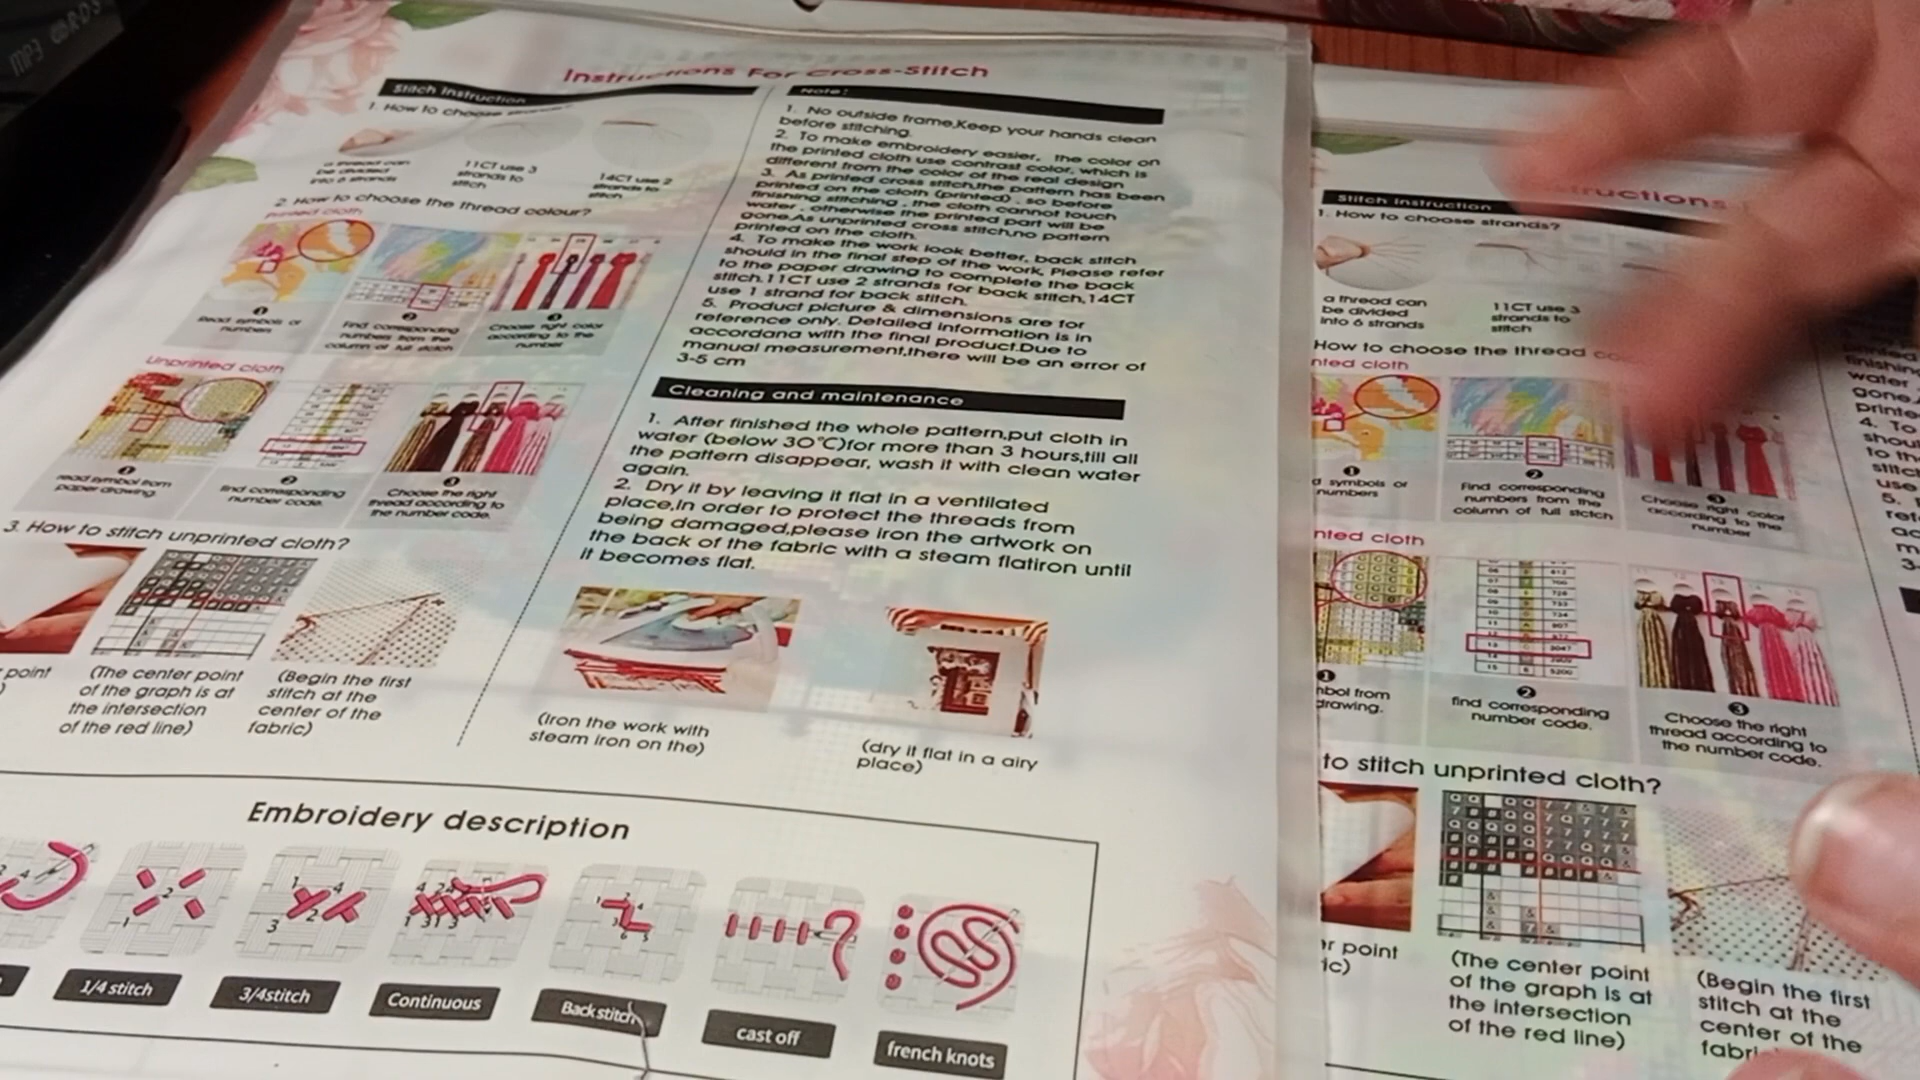 MP3
Instructions For Cross-Stitch
Stitch Instruction
1. How to choose
a thread can
be divided
into 6 strands
11CT use 3
strands to
stitch
14CT use 2
strands to
stitch
2. How to choose the thread colour?
Printed cloth
1
Read symbols or
numbers
2
Find corresponding
numbers from the
column of full stctch
3
Choose right color
according to the
number
Unprinted cloth
1
read symbol from
paper drawing.
2
find corresponding
number code.
3
Choose the right
thread according to
the number code.
3. How to stitch unprinted cloth?
point
(The center point
of the graph is at
the intersection
of the red line)
(Begin the first
stitch at the
center of the
fabric)
Note:
1. No outside frame,Keep your hands clean
before stitching.
2. To make embroidery easier, the color on
the printed cloth use contrast color, which is
different from the color of the real design
3. As printed cross stitch,the pattern has been
printed on the cloth (printed) , so before
finishing stitching , the cloth cannot touch
water , otherwise the printed part will be
gone.As unprinted cross stitch,no pattern
printed on the cloth.
4. To make the work look better, back stitch
should in the final step of the work, Please refer
to the paper drawing to complete the back
stitch.11CT use 2 strands for back stitch,14CT
use 1 strand for back stitch.
5. Product picture & dimensions are for
reference only. Detailed information is in
accordana with the final product.Due to
manual measurement,there will be an error of
3-5 cm
Cleaning and maintenance
1. After finished the whole pattern,put cloth in
water (below 30℃)for more than 3 hours,till all
the pattern disappear, wash it with clean water
again.
2. Dry it by leaving it flat in a ventilated
place,in order to protect the threads from
being damaged,please iron the artwork on
the back of the fabric with a steam flatiron until
it becomes flat.
(Iron the work with
steam iron on the)
(dry it flat in a airy
place)
Embroidery description
1/4 stitch
3/4stitch
Continuous
Back stitch
cast off
french knots
Stitch Instruction
1. How to choose strands?
a thread can
be divided
into 6 strands
11CT use 3
strands to
stitch
How to choose the thread
nted cloth
1
d symbols or
numbers
2
Find corresponding
numbers from the
column of full stctch
3
Choose right color
according to the
number
nted cloth
1
nbol from
drawing.
2
find corresponding
number code.
3
Choose the right
thread according to
the number code.
to stitch unprinted cloth?
er point
ric)
(The center point
of the graph is at
the intersection
of the red line)
(Begin the first
stitch at the
center of the
fabri